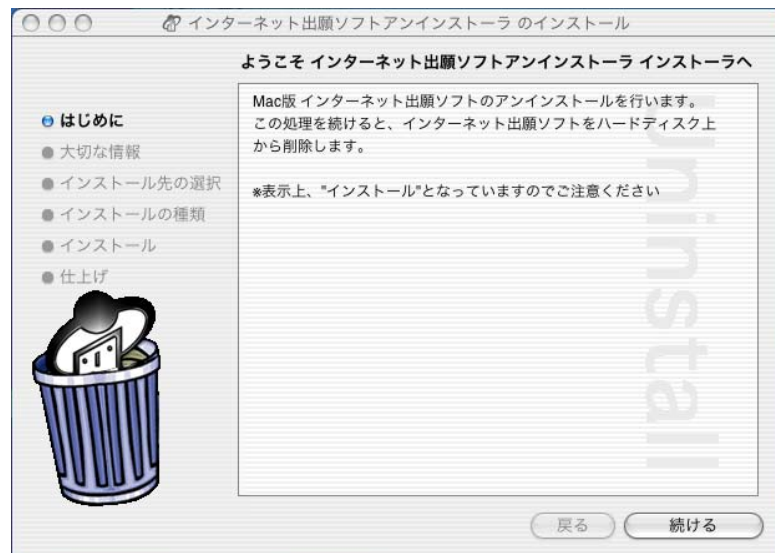 インターネット出願ソフトアンインストーラ のインストール
ようこそ インターネット出願ソフトアンインストーラ インストーラへ
はじめに
大切な情報
インストール先の選択
インストールの種類
インストール
仕上げ
Mac版 インターネット出願ソフトのアンインストールを行います。
この処理を続けると、インターネット出願ソフトをハードディスク上
から削除します。
※表示上、"インストール"となっていますのでご注意ください
Uninstall
戻る
続ける